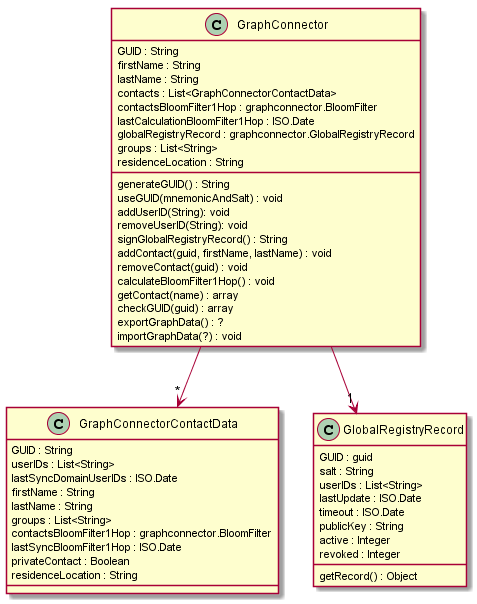 C GraphConnector
GUID : String
firstName : String
lastName : String
contacts : List<GraphConnectorContactData>
contactsBloomFilter1Hop : graphconnector.BloomFilter
lastCalculationBloomFilter1Hop : ISO.Date
globalRegistryRecord : graphconnector.GlobalRegistryRecord
groups : List<String>
residenceLocation : String
generateGUID() : String
useGUID(mnemonicAndSalt) : void
addUserID(String): void
removeUserID(String): void
signGlobalRegistryRecord() : String
addContact(guid, firstName, lastName) : void
removeContact(guid) : void
calculateBloomFilter1Hop() : void
getContact(name) : array
checkGUID(guid) : array
exportGraphData() : ?
importGraphData(?) : void
*
1
C GraphConnectorContactData
GUID : String
userIDs : List<String>
lastSyncDomainUserIDs : ISO.Date
firstName : String
lastName : String
groups : List<String>
contactsBloomFilter1Hop : graphconnector.BloomFilter
lastSyncBloomFilter1Hop : ISO.Date
privateContact : Boolean
residenceLocation : String
C GlobalRegistryRecord
GUID : guid
salt : String
userIDs : List<String>
lastUpdate : ISO.Date
timeout : ISO.Date
publicKey : String
active : Integer
revoked : Integer
getRecord() : Object